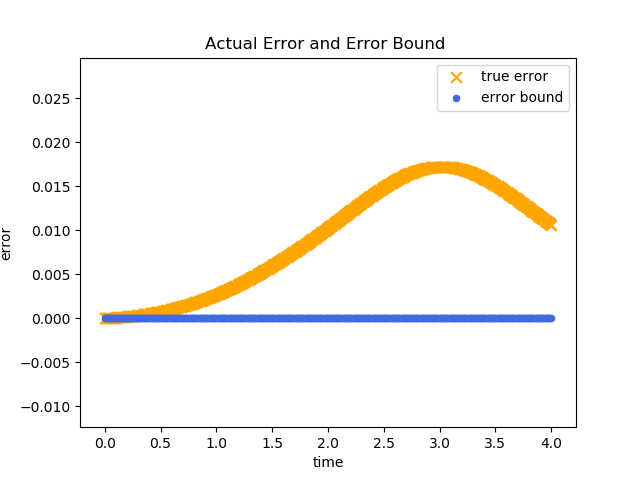 Actual Error and Error Bound
true error
error bound
0.025
0.020
0.015
0.010
0.005
0.000
−0.005
−0.010
error
0.0 0.5 1.0 1.5 2.0 2.5 3.0 3.5 4.0
time